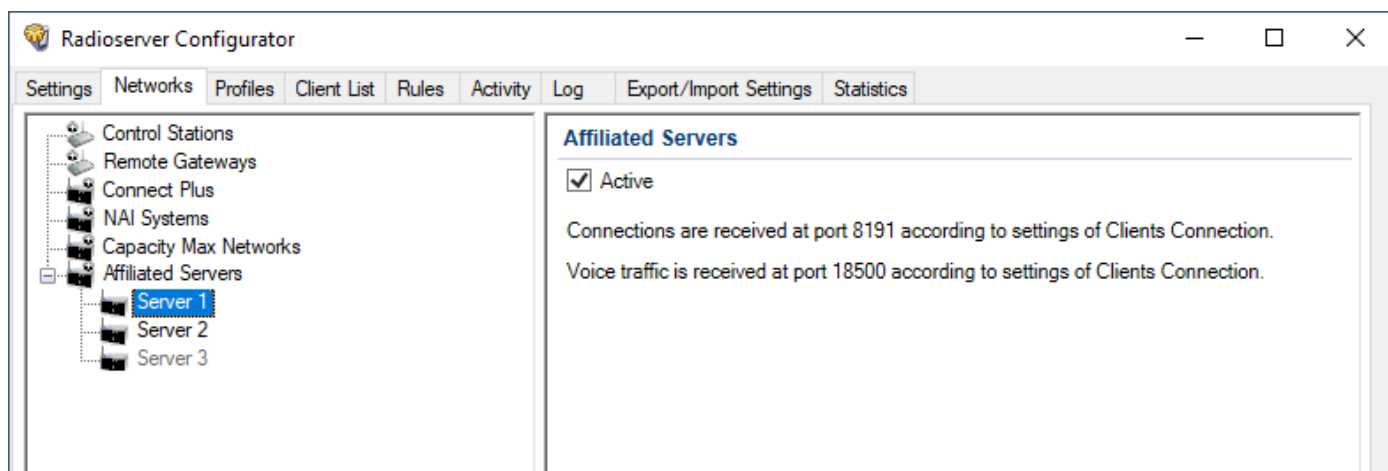 Radioserver Configurator
Settings Networks Profiles Client List Rules Activity Log Export/Import Settings Statistics
Control Stations
Remote Gateways
Connect Plus
NAI Systems
Capacity Max Networks
Affiliated Servers
Server 1
Server 2
Server 3
Affiliated Servers
Active
Connections are received at port 8191 according to settings of Clients Connection.
Voice traffic is received at port 18500 according to settings of Clients Connection.